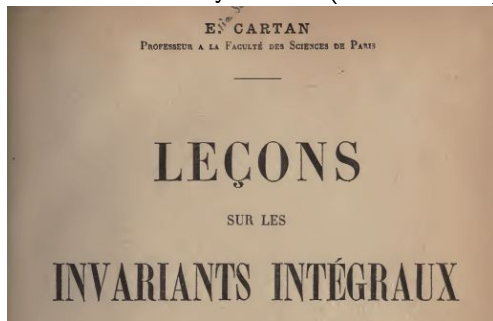 E. CARTAN
PROFESSEUR A LA FACULTÉ DES SCIENCES DE PARIS
LEÇONS
SUR LES
INVARIANTS INTÉGRAUX